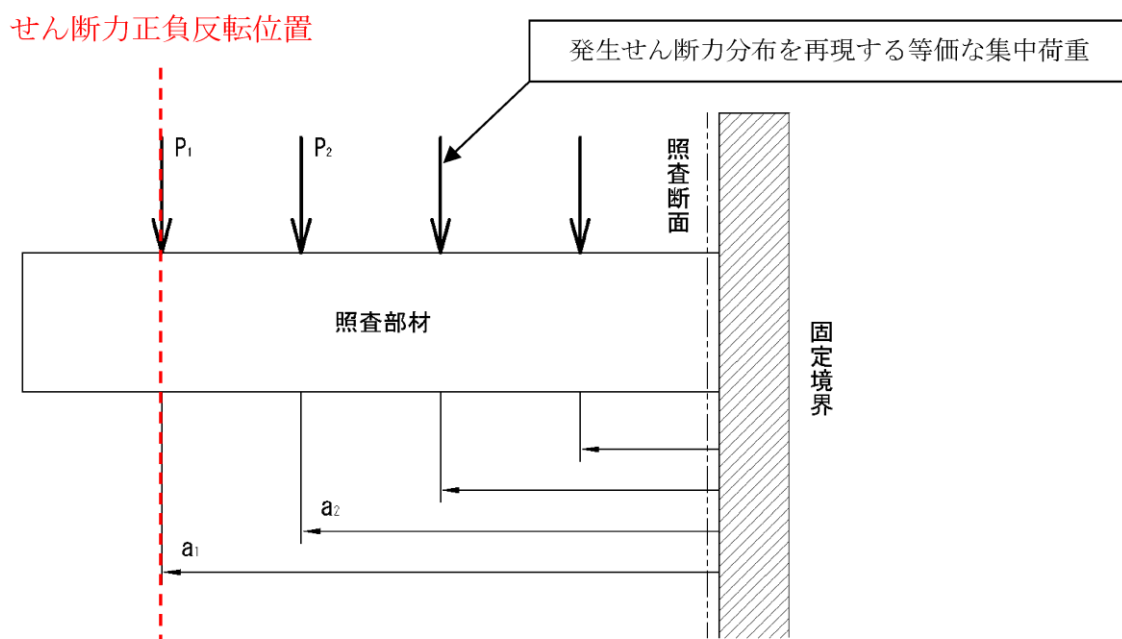 せん断力正負反転位置
発生せん断力分布を再現する等価な集中荷重
P₁
P₂
照査断面
照査部材
固定境界
a₂
a₁